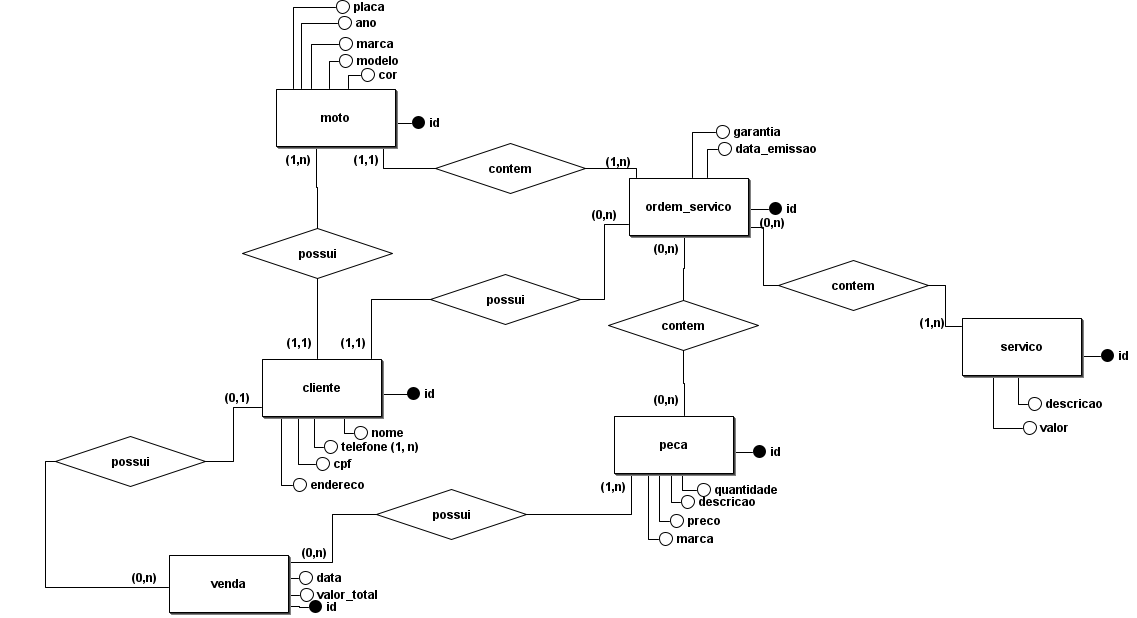 placa
ano
marca
modelo
cor
moto
id
(1,n)
(1,1)
contem
(1,n)
garantia
data_emissao
ordem_servico
id
(0,n)
(0,n)
(0,n)
possui
possui
contem
contem
(1,n)
servico
id
descricao
valor
(1,1)
(1,1)
cliente
id
(0,1)
nome
telefone (1, n)
cpf
endereco
(0,n)
peca
id
quantidade
descricao
preco
marca
(1,n)
possui
possui
(0,n)
(0,n)
venda
data
valor_total
id